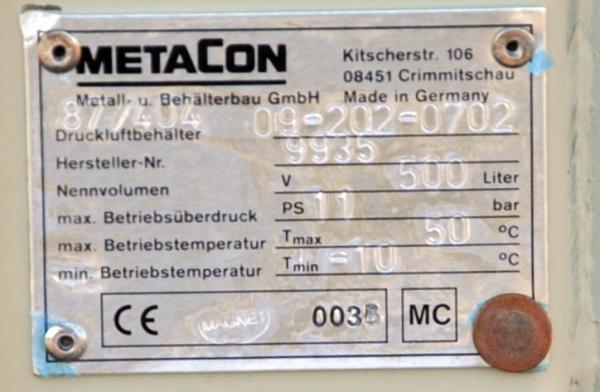 METACON
Kitscherstr. 106
08451 Crimmitschau
Metall- u. Behälterbau GmbH Made in Germany
877404 09-202-0702
Druckluftbehälter
Hersteller-Nr. 9935
Nennvolumen V 500 Liter
max. Betriebsüberdruck PS 11 bar
max. Betriebstemperatur Tmax 50 °C
min. Betriebstemperatur Tmin -10 °C
CE MAGNET 0035 MC